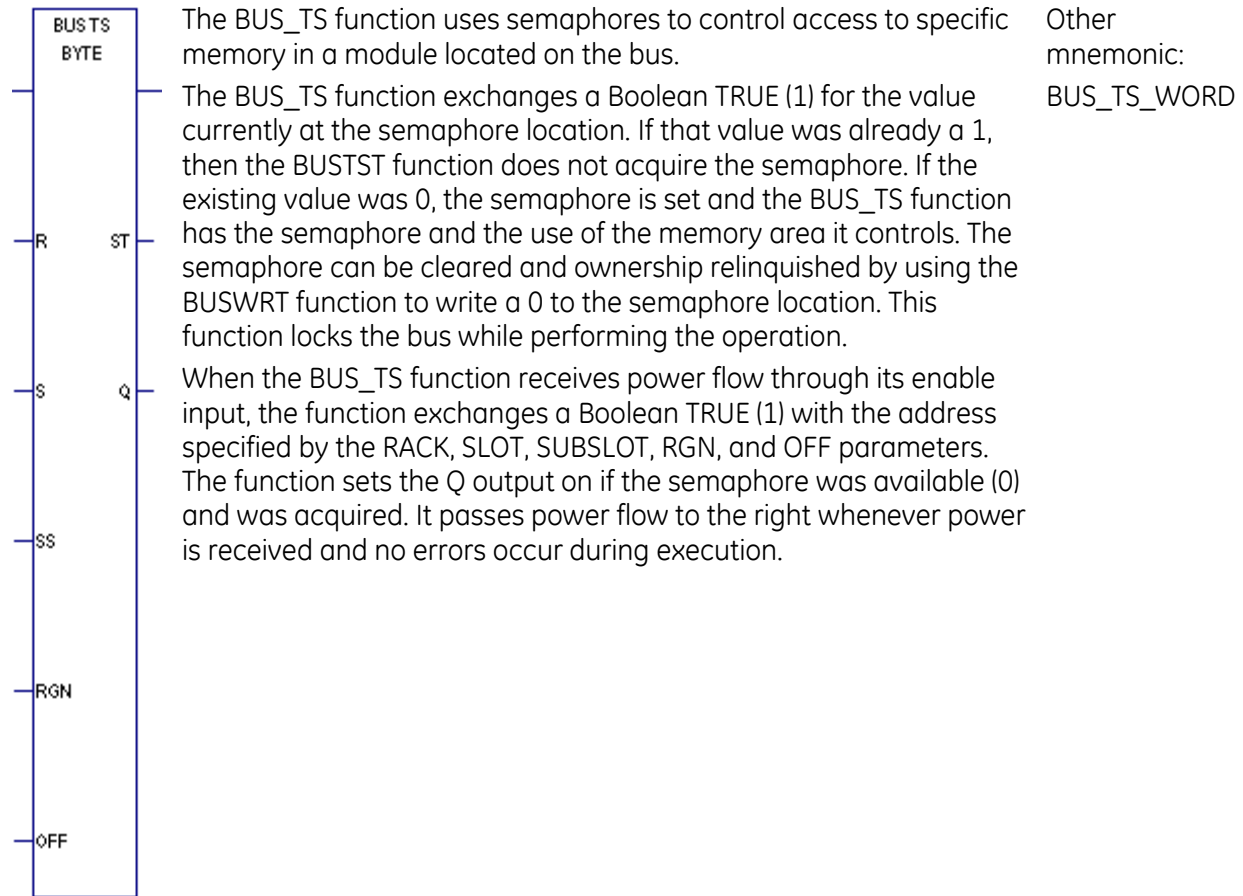 BUS TS
BYTE
R ST
S Q
SS
RGN
OFF
The BUS_TS function uses semaphores to control access to specific
memory in a module located on the bus.
The BUS_TS function exchanges a Boolean TRUE (1) for the value
currently at the semaphore location. If that value was already a 1,
then the BUSTST function does not acquire the semaphore. If the
existing value was 0, the semaphore is set and the BUS_TS function
has the semaphore and the use of the memory area it controls. The
semaphore can be cleared and ownership relinquished by using the
BUSWRT function to write a 0 to the semaphore location. This
function locks the bus while performing the operation.
When the BUS_TS function receives power flow through its enable
input, the function exchanges a Boolean TRUE (1) with the address
specified by the RACK, SLOT, SUBSLOT, RGN, and OFF parameters.
The function sets the Q output on if the semaphore was available (0)
and was acquired. It passes power flow to the right whenever power
is received and no errors occur during execution.
Other
mnemonic:
BUS_TS_WORD